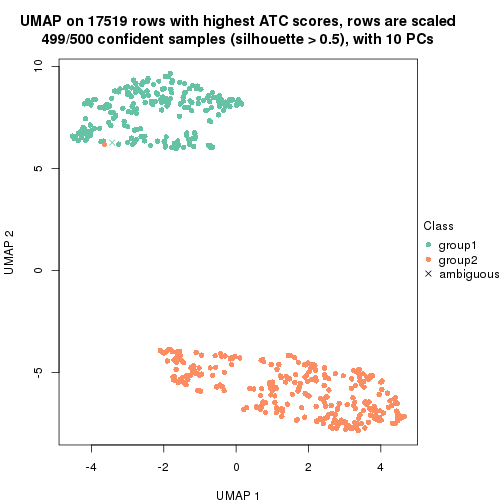 UMAP on 17519 rows with highest ATC scores, rows are scaled
499/500 confident samples (silhouette > 0.5), with 10 PCs
10
5
0
-5
UMAP 2
-4
-2
0
2
4
UMAP 1
Class
group1
group2
ambiguous